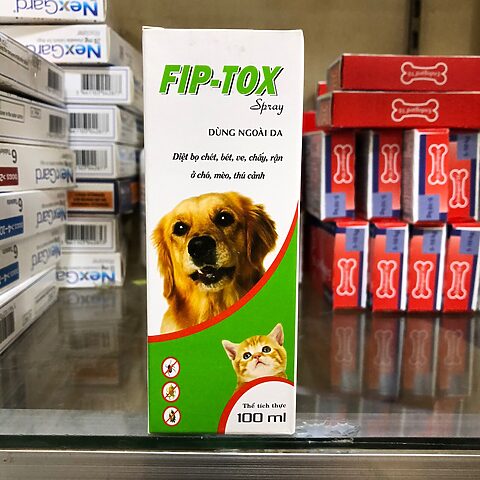 FIP-TOX
Spray
DÙNG NGOÀI DA
Diệt bọ chét, bét, ve, chấy, rận
ở chó, mèo, thú cảnh
Thể tích thực
100 ml
NexGard
NexGard
NexGard
NexGard
NexGa